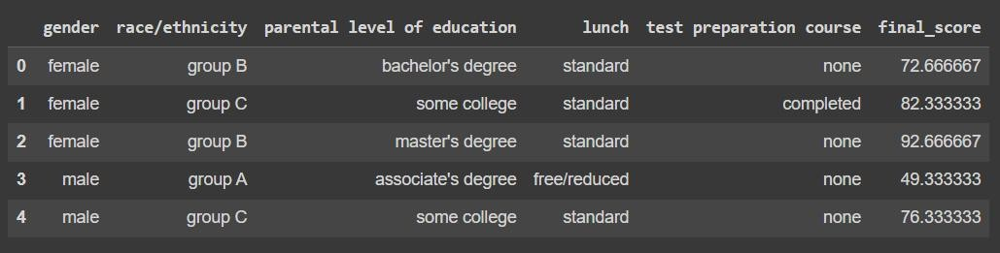 gender race/ethnicity parental level of education lunch test preparation course final_score
0 female group B bachelor's degree standard none 72.666667
1 female group C some college standard completed 82.333333
2 female group B master's degree standard none 92.666667
3 male group A associate's degree free/reduced none 49.333333
4 male group C some college standard none 76.333333